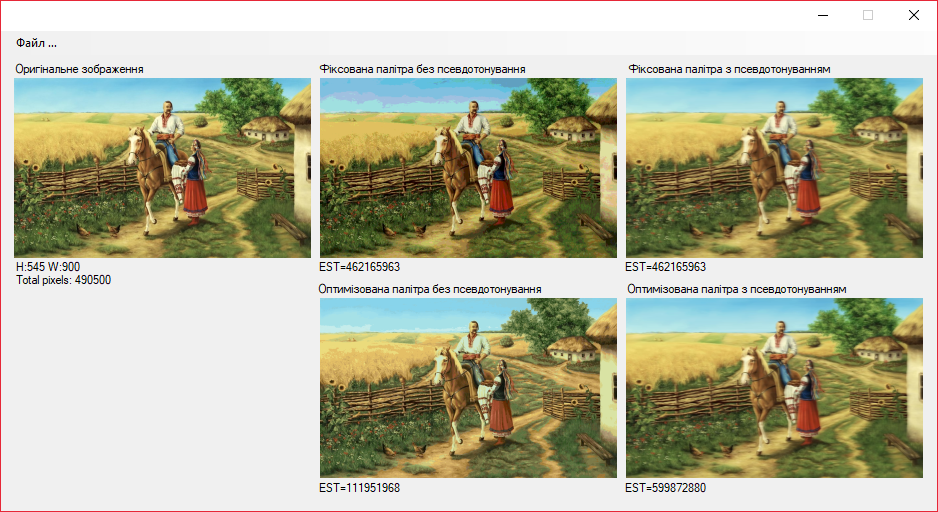 Файл ...
Оригінальне зображення
Фіксована палітра без псевдотонування
Фіксована палітра з псевдотонуванням
H:545 W:900
Total pixels: 490500
EST=462165963
EST=462165963
Оптимізована палітра без псевдотонування
Оптимізована палітра з псевдотонуванням
EST=111951968
EST=599872880